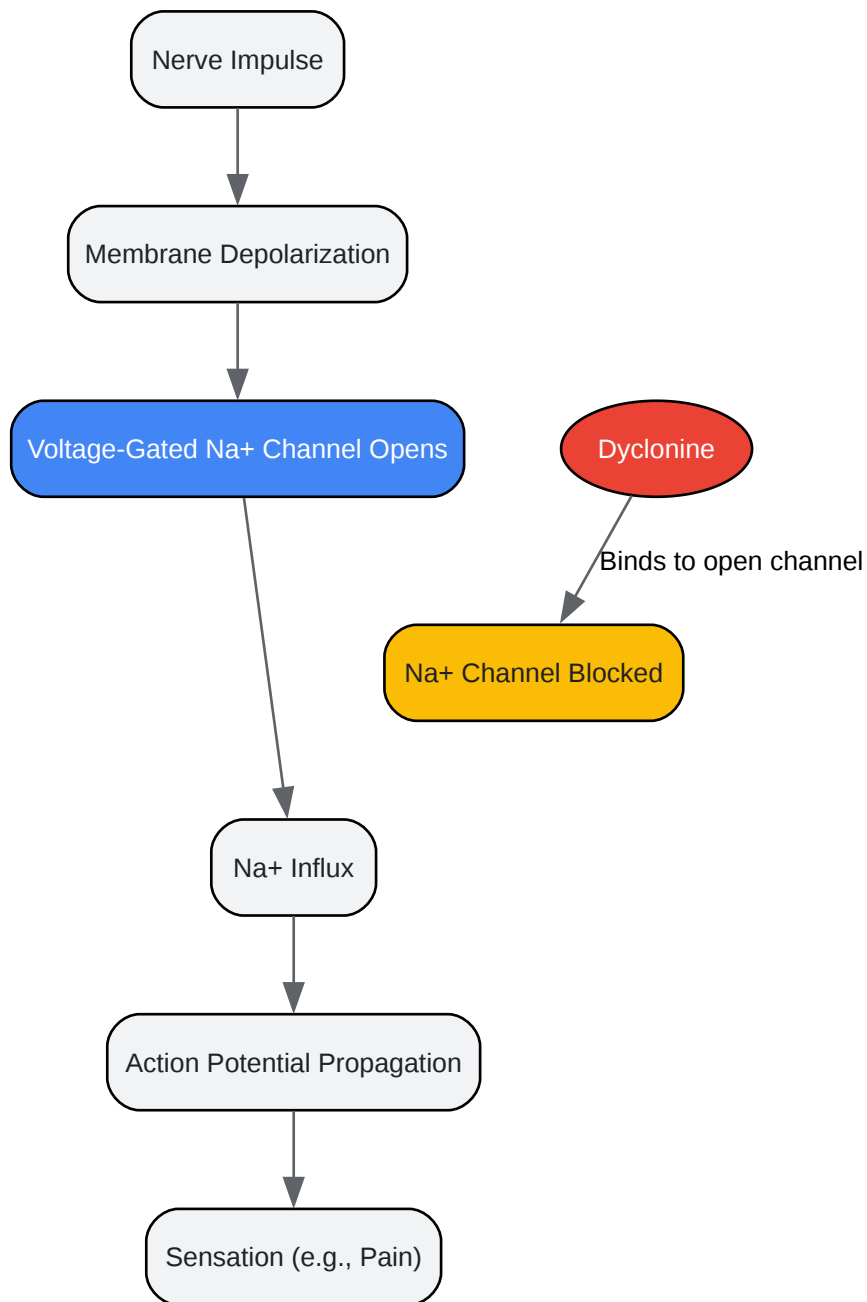 Nerve Impulse
Membrane Depolarization
Voltage-Gated Na+ Channel Opens
Dyclonine
Binds to open channel
Na+ Channel Blocked
Na+ Influx
Action Potential Propagation
Sensation (e.g., Pain)